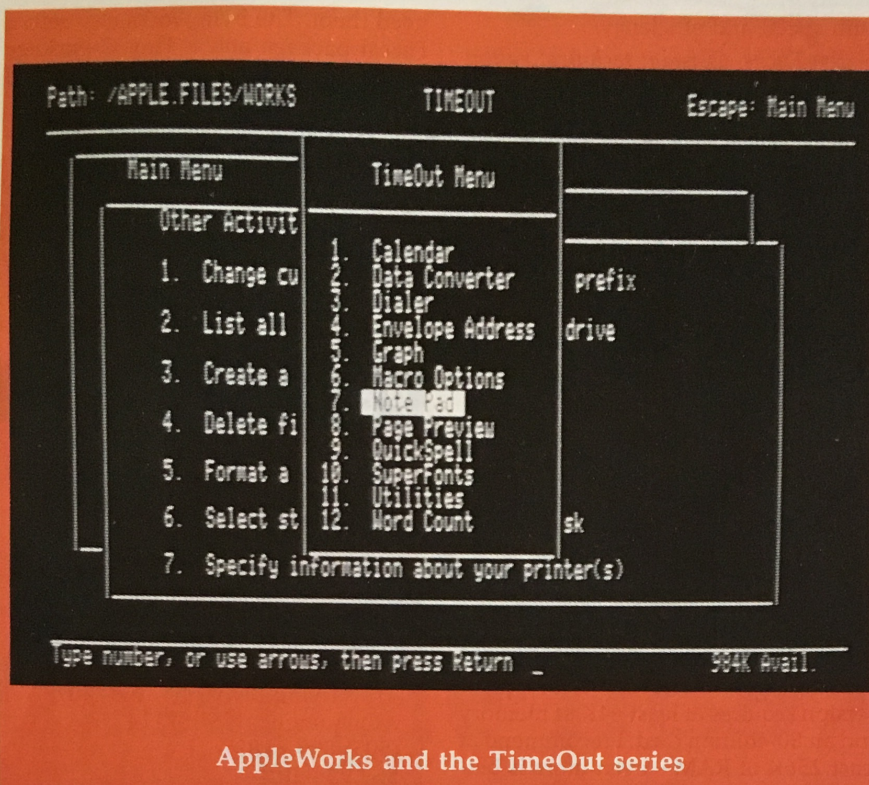 Path: /APPLE.FILES/WORKS TIMEOUT Escape: Main Menu
Main Menu
Other Activit
1. Change cu prefix
2. List all drive
3. Create a
4. Delete fi
5. Format a
6. Select st sk
7. Specify information about your printer(s)
TimeOut Menu
1. Calendar
2. Data Converter
3. Dialer
4. Envelope Address
5. Graph
6. Macro Options
7. Note Pad
8. Page Preview
9. QuickSpell
10. SuperFonts
11. Utilities
12. Word Count
Type number, or use arrows, then press Return _ 984K Avail.
AppleWorks and the TimeOut series